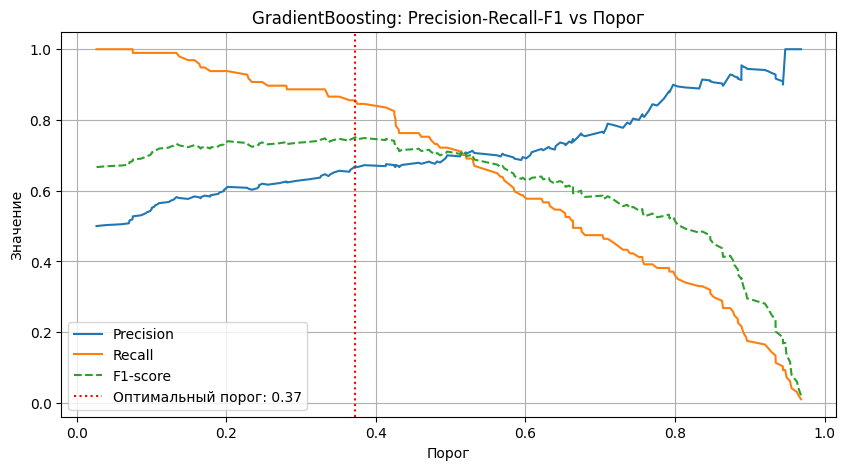 GradientBoosting: Precision-Recall-F1 vs Порог
Значение
1.0
0.8
0.6
0.4
0.2
0.0
Precision
Recall
F1-score
Оптимальный порог: 0.37
0.0 0.2 0.4 0.6 0.8 1.0
Порог